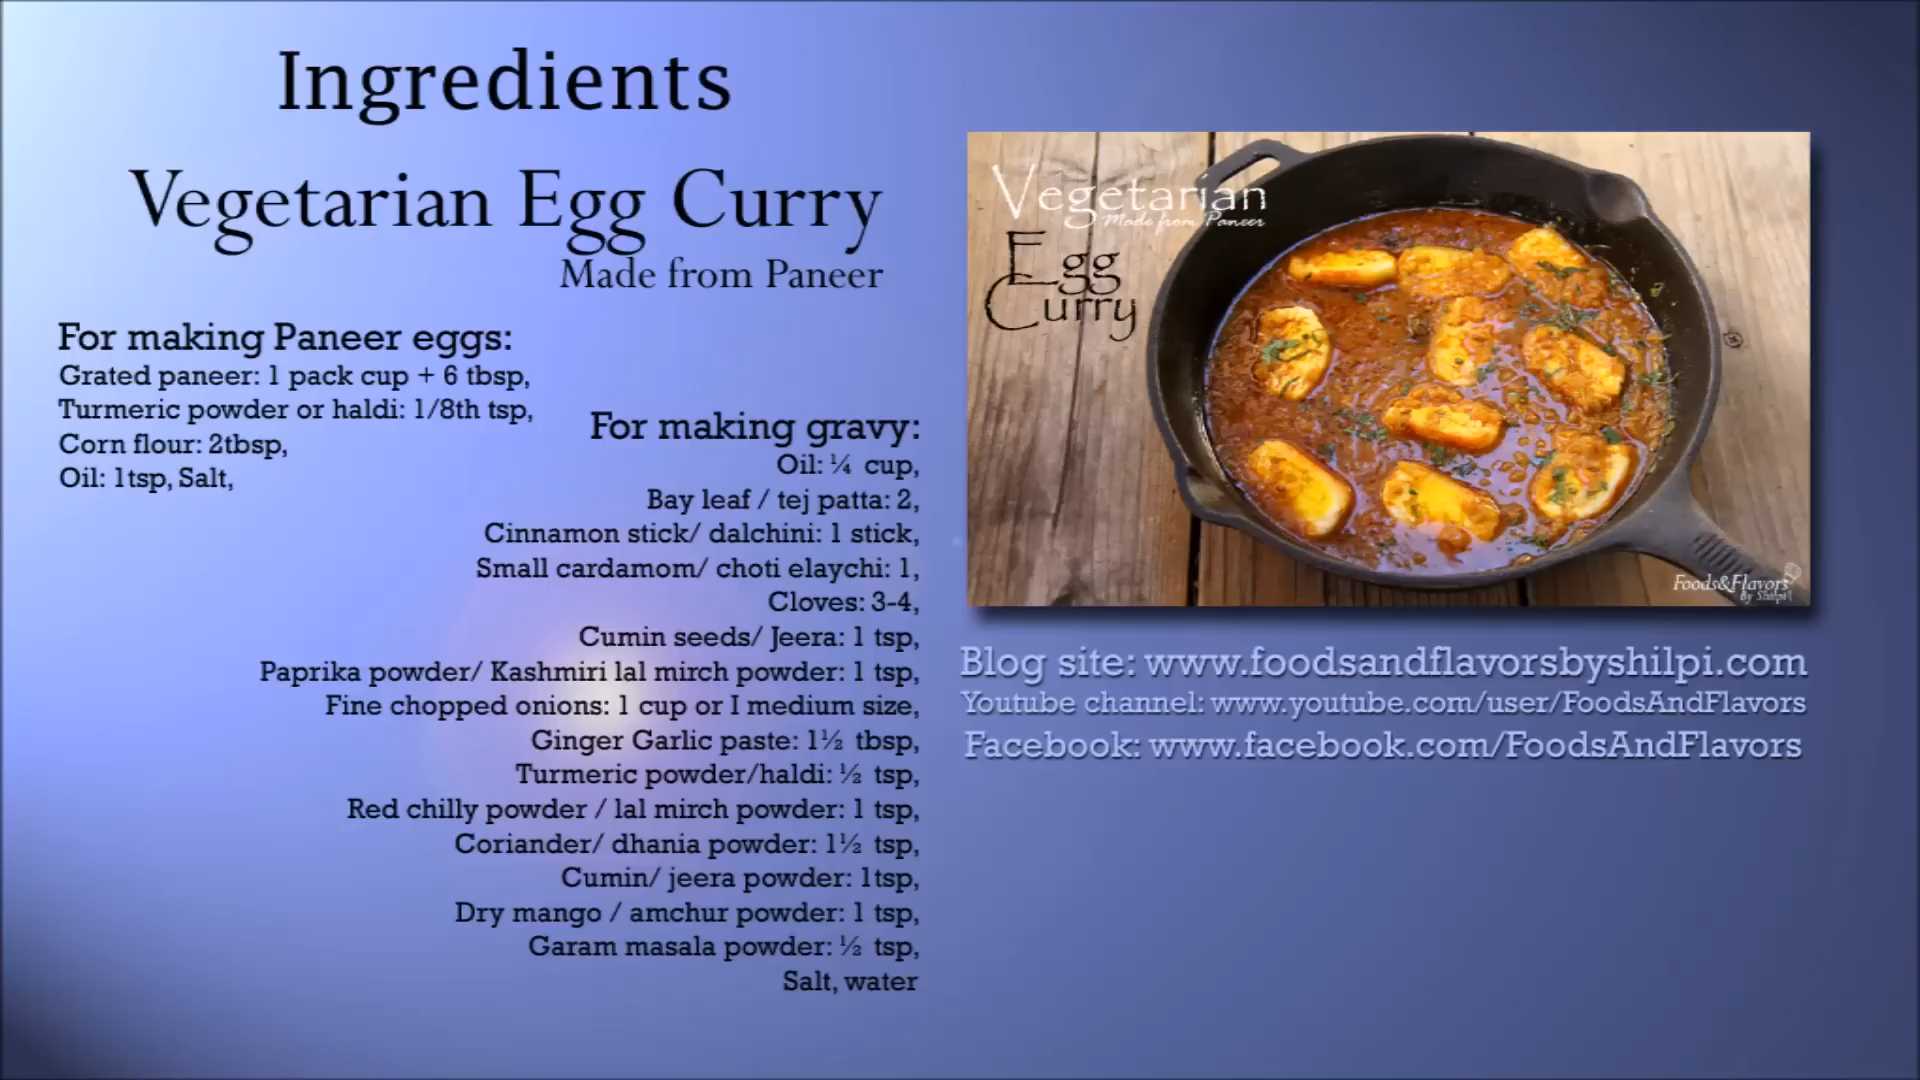 Ingredients
Vegetarian Egg Curry
Made from Paneer
For making Paneer eggs:
Grated paneer: 1 pack cup + 6 tbsp,
Turmeric powder or haldi: 1/8th tsp,
Corn flour: 2tbsp,
Oil: 1tsp, Salt,
For making gravy:
Oil: ¼ cup,
Bay leaf / tej patta: 2,
Cinnamon stick/ dalchini: 1 stick,
Small cardamom/ choti elaychi: 1,
Cloves: 3-4,
Cumin seeds/ Jeera: 1 tsp,
Paprika powder/ Kashmiri lal mirch powder: 1 tsp,
Fine chopped onions: 1 cup or I medium size,
Ginger Garlic paste: 1½ tbsp,
Turmeric powder/haldi: ½ tsp,
Red chilly powder / lal mirch powder: 1 tsp,
Coriander/ dhania powder: 1½ tsp,
Cumin/ jeera powder: 1tsp,
Dry mango / amchur powder: 1 tsp,
Garam masala powder: ½ tsp,
Salt, water
Vegetarian
Made from Paneer
Egg
Curry
Foods&Flavors
By Shilpi
Blog site: www.foodsandflavorsbyshilpi.com
Youtube channel: www.youtube.com/user/FoodsAndFlavors
Facebook: www.facebook.com/FoodsAndFlavors